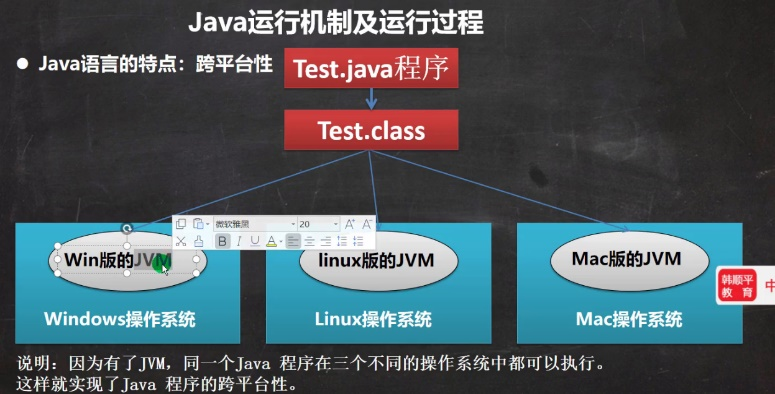 Java运行机制及运行过程
● Java语言的特点：跨平台性
Test.java程序
Test.class
微软雅黑 20 A A
B I U A
Win版的JVM
linux版的JVM
Mac版的JVM
Windows操作系统
Linux操作系统
Mac操作系统
韩顺平
教育
中
说明：因为有了JVM，同一个Java 程序在三个不同的操作系统中都可以执行。
这样就实现了Java 程序的跨平台性。